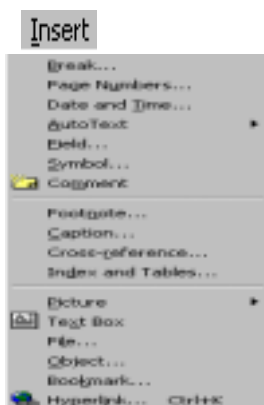 Insert
Break...
Page Numbers...
Date and Time...
AutoText
Field...
Symbol...
Comment
Footnote...
Caption...
Cross-reference...
Index and Tables...
Picture
Text Box
File...
Object...
Bookmark...
Hyperlink... Ctrl+K